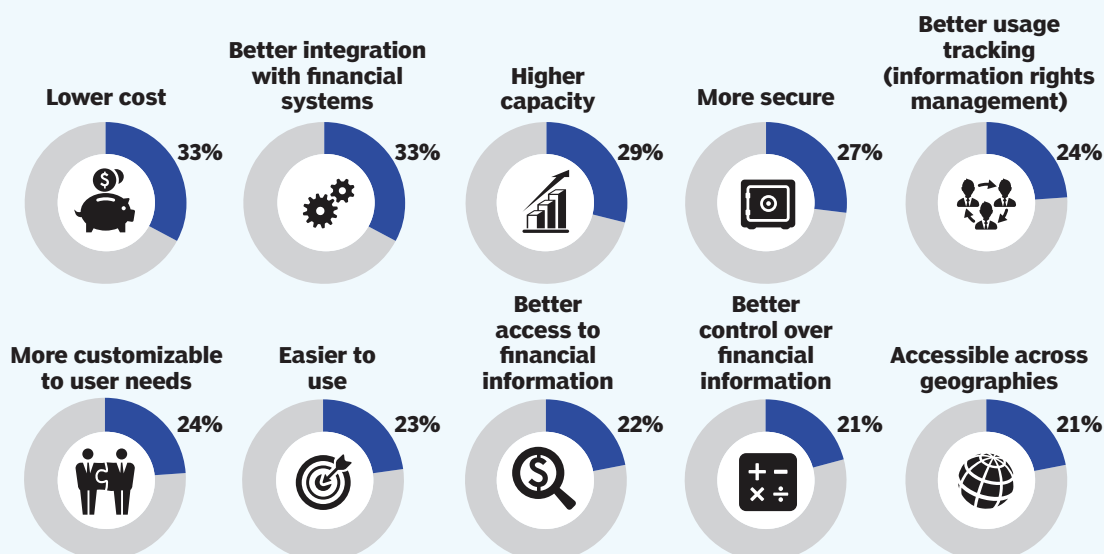 Lower cost
33%
Better integration
with financial
systems
33%
Higher
capacity
29%
More secure
27%
Better usage
tracking
(information rights
management)
24%
More customizable
to user needs
24%
Easier to
use
23%
Better
access to
financial
information
22%
Better
control over
financial
information
21%
Accessible across
geographies
21%